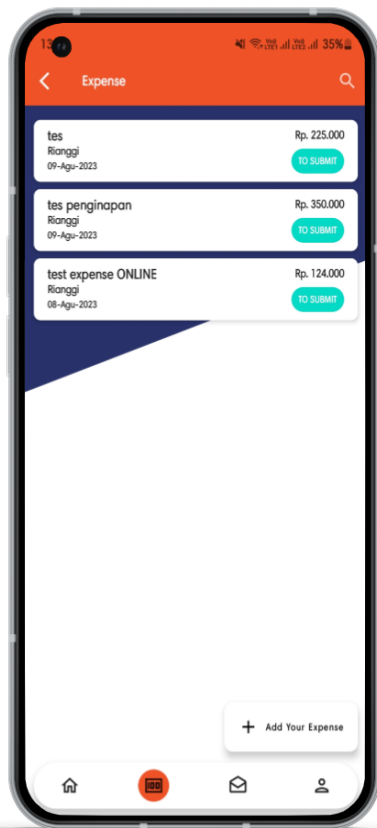 35%
Expense
tes
Rp. 225.000
Rianggi
TO SUBMIT
09-Agu-2023
tes penginapan
Rp. 350.000
Rianggi
TO SUBMIT
09-Agu-2023
test expense ONLINE
Rp. 124.000
Rianggi
TO SUBMIT
08-Agu-2023
+ Add Your Expense